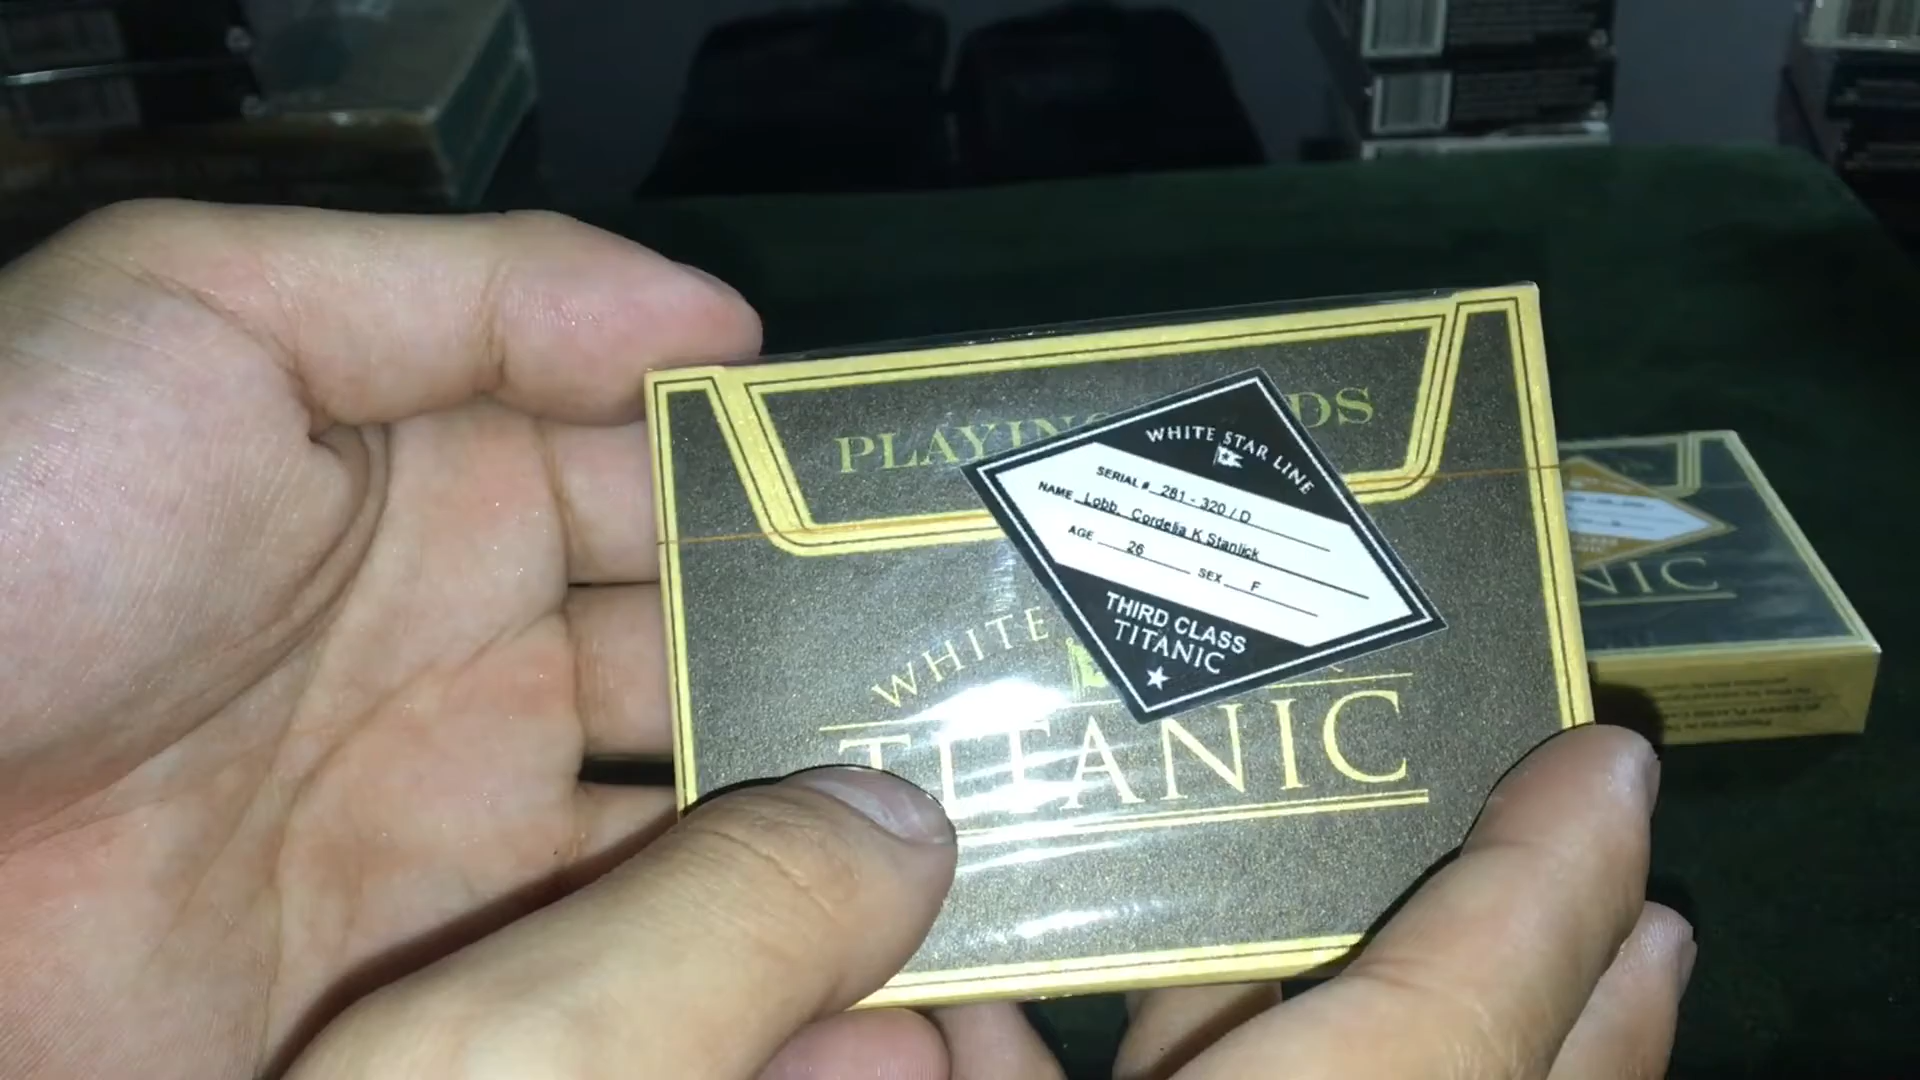 PLAYING
DS
WHITE STAR LINE
SERIAL # 281 - 320 / D
NAME Lobb, Cordelia K Stanlick
AGE 26
SEX F
THIRD CLASS
TITANIC
WHITE
TITANIC
NIC